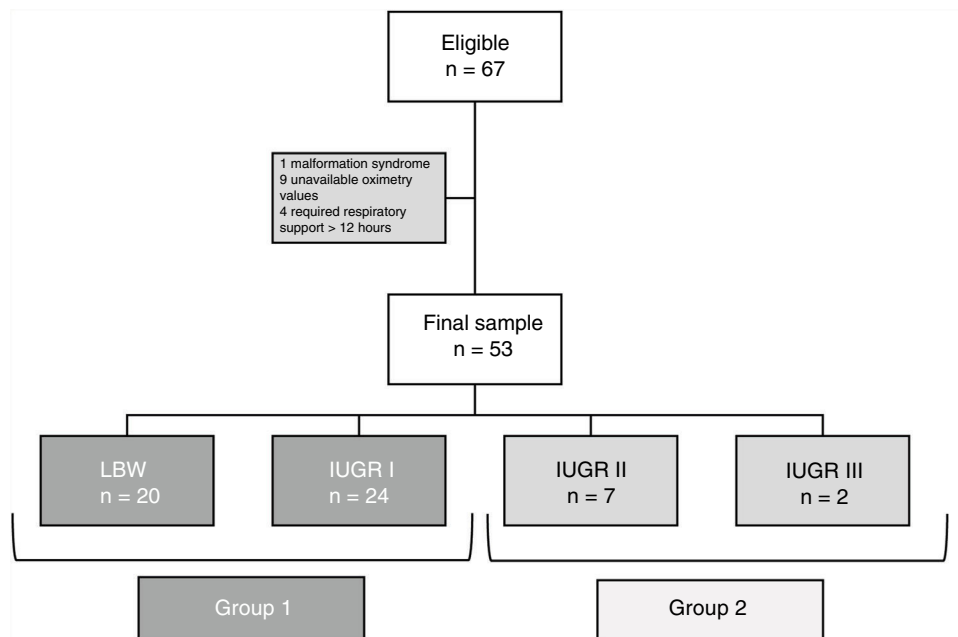 Eligible
n = 67
1 malformation syndrome
9 unavailable oximetry
values
4 required respiratory
support > 12 hours
Final sample
n = 53
LBW
n = 20
IUGR I
n = 24
IUGR II
n = 7
IUGR III
n = 2
Group 1
Group 2